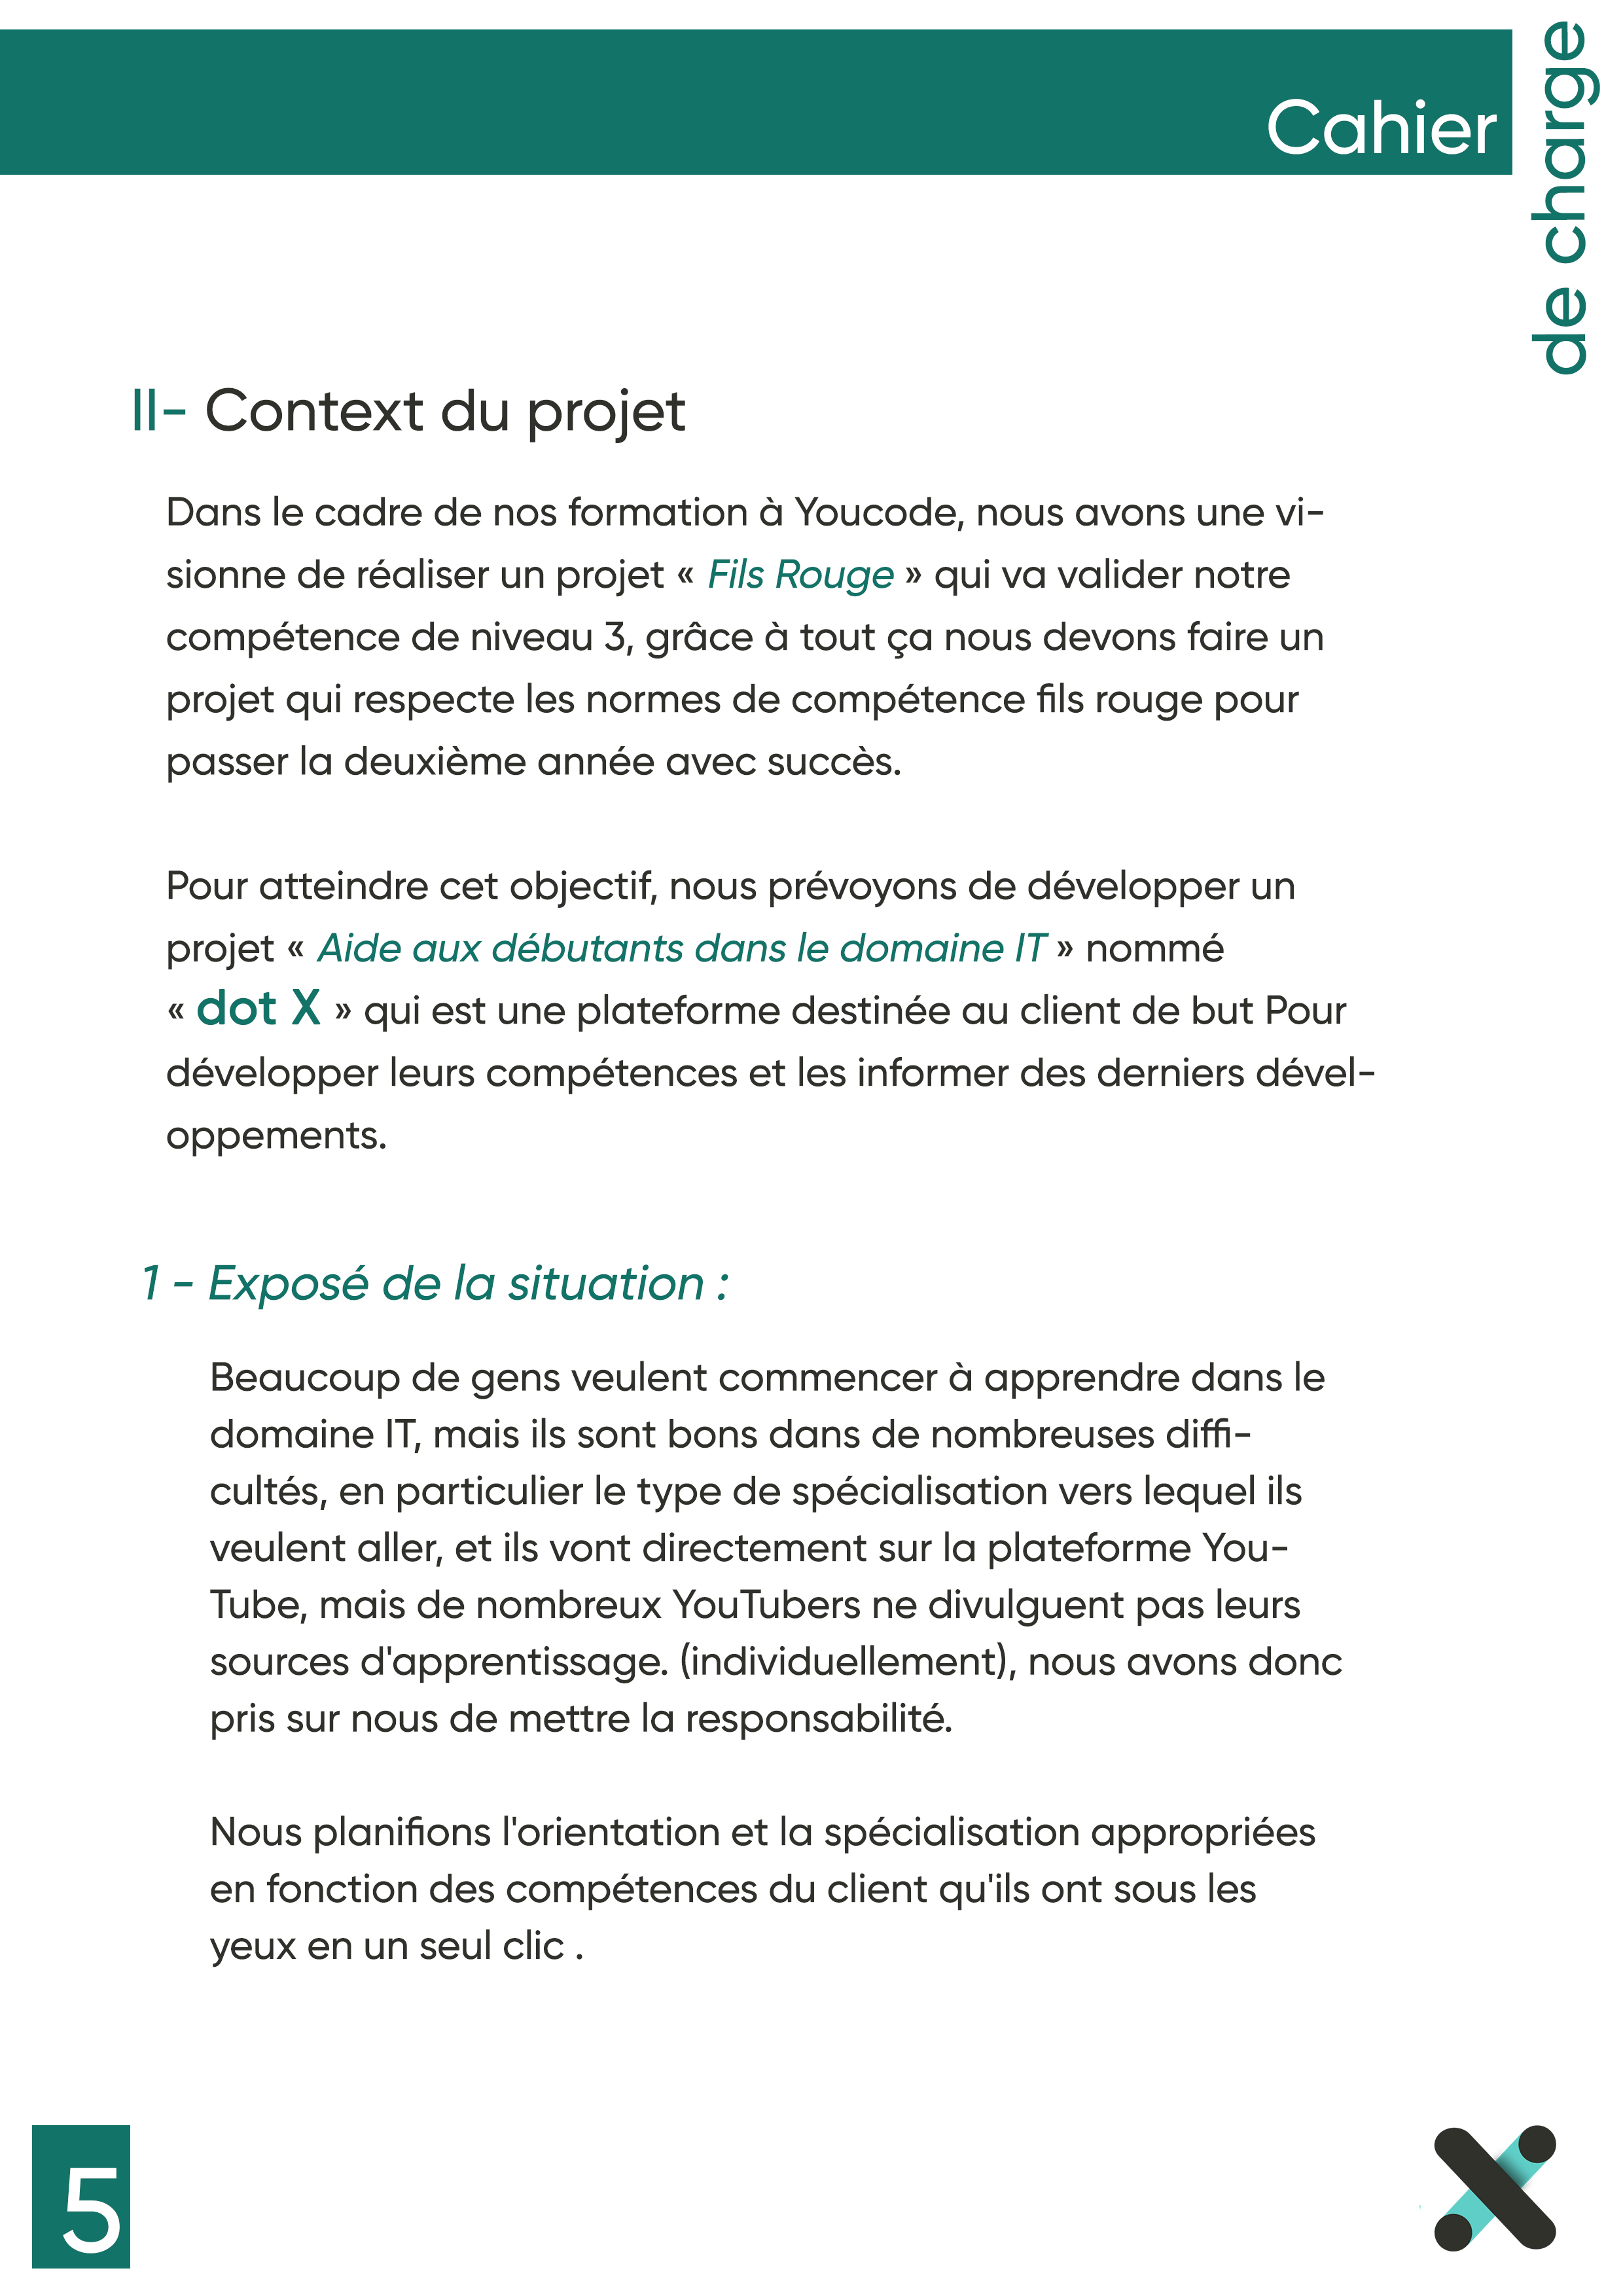 Cahier
de charge
II- Context du projet
Dans le cadre de nos formation à Youcode, nous avons une vi-
sionne de réaliser un projet « Fils Rouge » qui va valider notre
compétence de niveau 3, grâce à tout ça nous devons faire un
projet qui respecte les normes de compétence fils rouge pour
passer la deuxième année avec succès.
Pour atteindre cet objectif, nous prévoyons de développer un
projet « Aide aux débutants dans le domaine IT » nommé
« dot X » qui est une plateforme destinée au client de but Pour
développer leurs compétences et les informer des derniers dével-
oppements.
1 - Exposé de la situation :
Beaucoup de gens veulent commencer à apprendre dans le
domaine IT, mais ils sont bons dans de nombreuses diffi-
cultés, en particulier le type de spécialisation vers lequel ils
veulent aller, et ils vont directement sur la plateforme You-
Tube, mais de nombreux YouTubers ne divulguent pas leurs
sources d'apprentissage. (individuellement), nous avons donc
pris sur nous de mettre la responsabilité.
Nous planifions l'orientation et la spécialisation appropriées
en fonction des compétences du client qu'ils ont sous les
yeux en un seul clic .
5